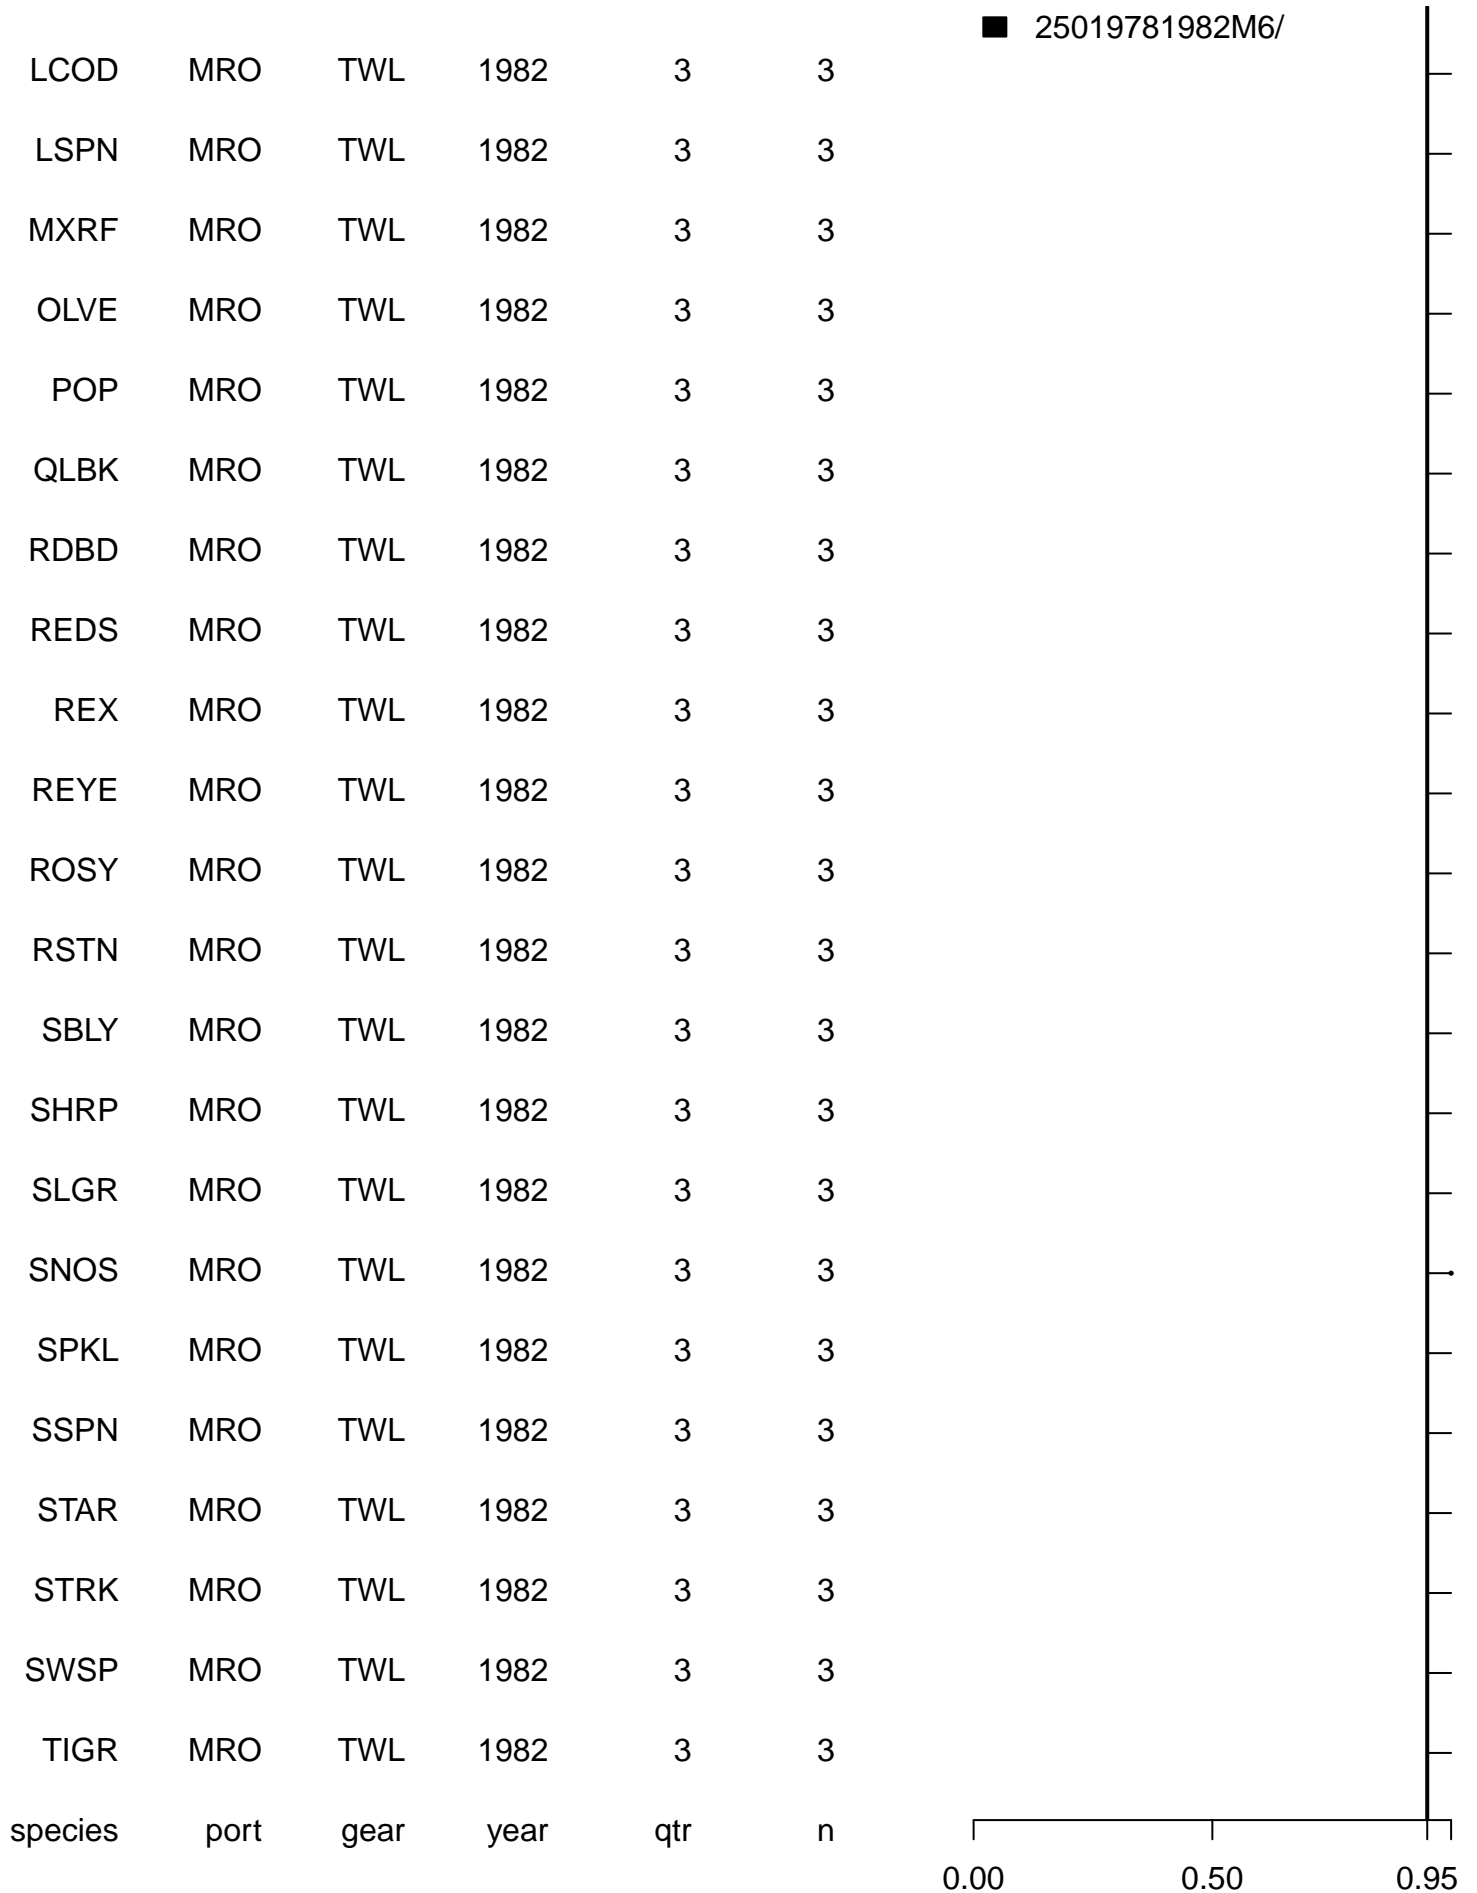 25019781982M6/
LCOD MRO TWL 1982 3 3
LSPN MRO TWL 1982 3 3
MXRF MRO TWL 1982 3 3
OLVE MRO TWL 1982 3 3
POP MRO TWL 1982 3 3
QLBK MRO TWL 1982 3 3
RDBD MRO TWL 1982 3 3
REDS MRO TWL 1982 3 3
REX MRO TWL 1982 3 3
REYE MRO TWL 1982 3 3
ROSY MRO TWL 1982 3 3
RSTN MRO TWL 1982 3 3
SBLY MRO TWL 1982 3 3
SHRP MRO TWL 1982 3 3
SLGR MRO TWL 1982 3 3
SNOS MRO TWL 1982 3 3
SPKL MRO TWL 1982 3 3
SSPN MRO TWL 1982 3 3
STAR MRO TWL 1982 3 3
STRK MRO TWL 1982 3 3
SWSP MRO TWL 1982 3 3
TIGR MRO TWL 1982 3 3
species port gear year qtr n
0.00 0.50 0.95